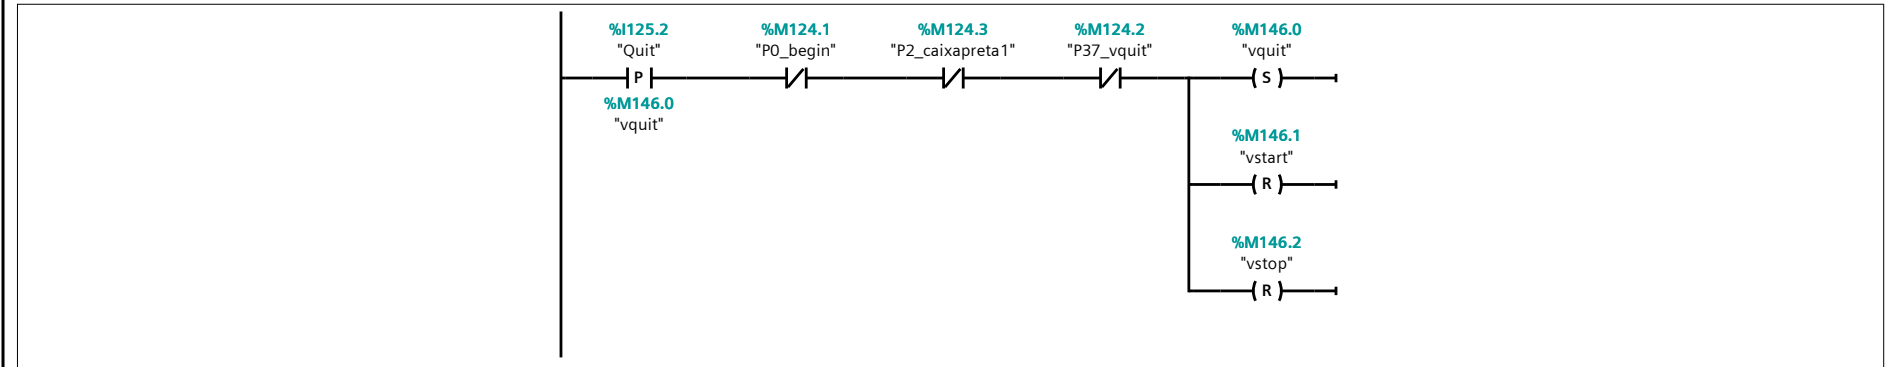 %I125.2 %M124.1 %M124.3 %M124.2 %M146.0
"Quit" "P0_begin" "P2_caixapreta1" "P37_vquit" "vquit"
P S
%M146.0
"vquit"
%M146.1
"vstart"
R
%M146.2
"vstop"
R